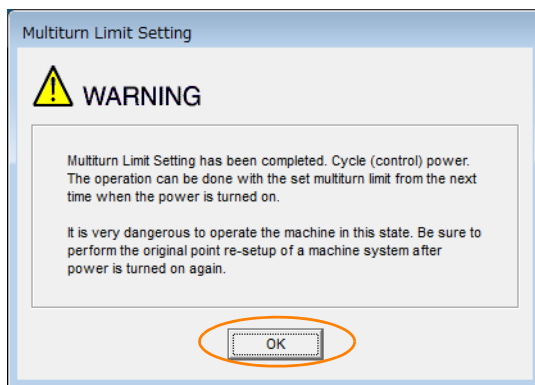 Multiturn Limit Setting
WARNING
Multiturn Limit Setting has been completed. Cycle (control) power.
The operation can be done with the set multiturn limit from the next
time when the power is turned on.
It is very dangerous to operate the machine in this state. Be sure to
perform the original point re-setup of a machine system after
power is turned on again.
OK